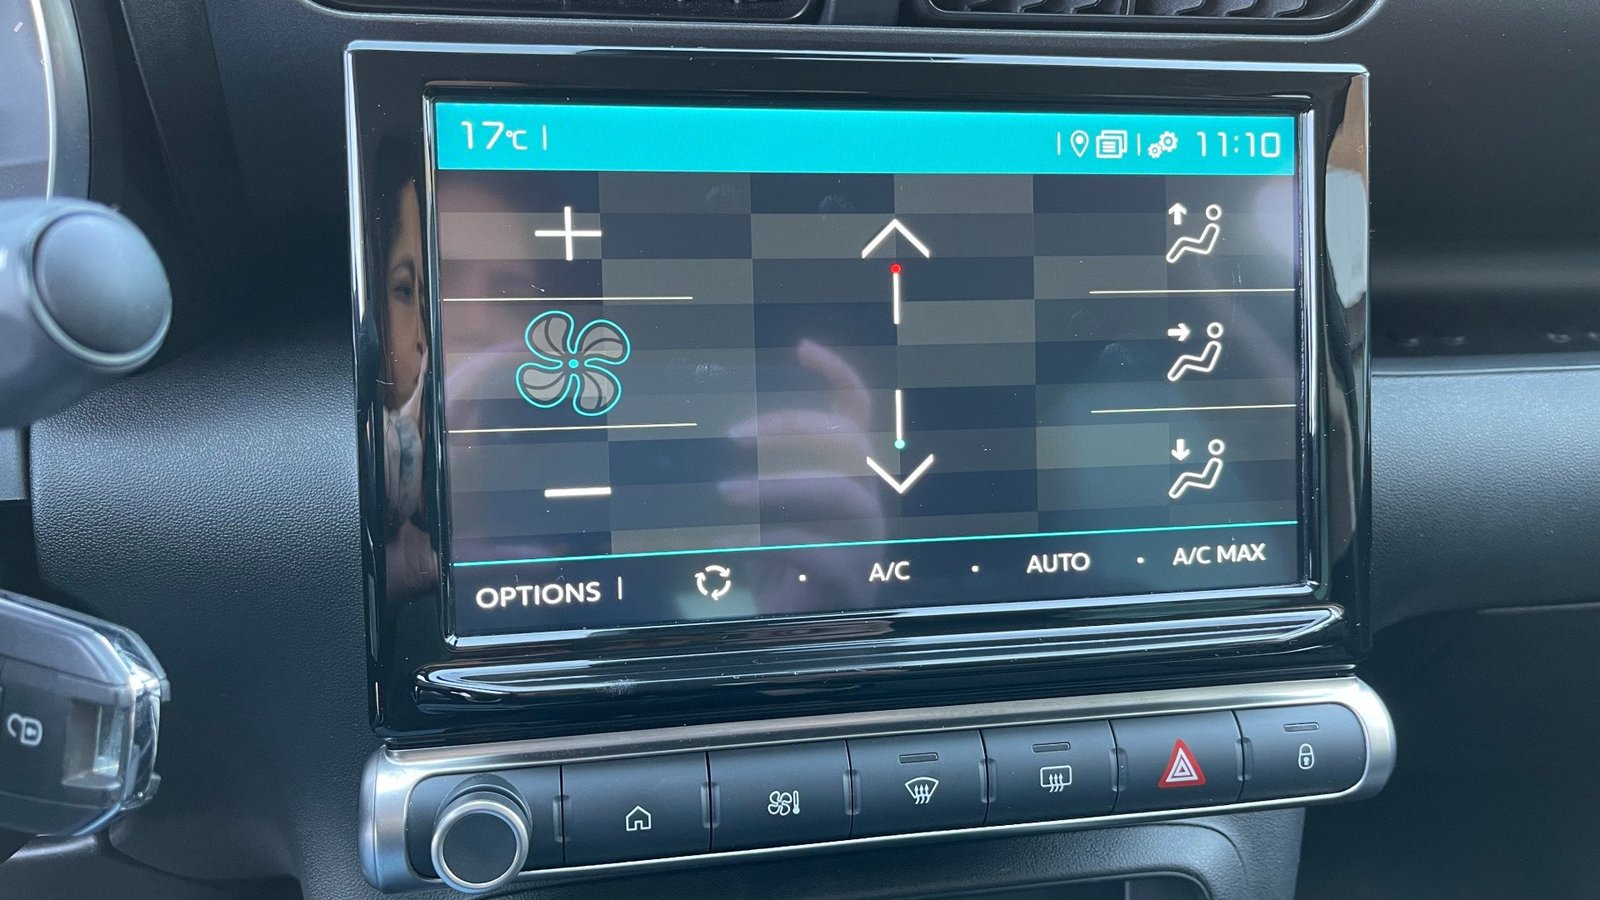 17°C
11:10
OPTIONS
A/C
AUTO
A/C MAX